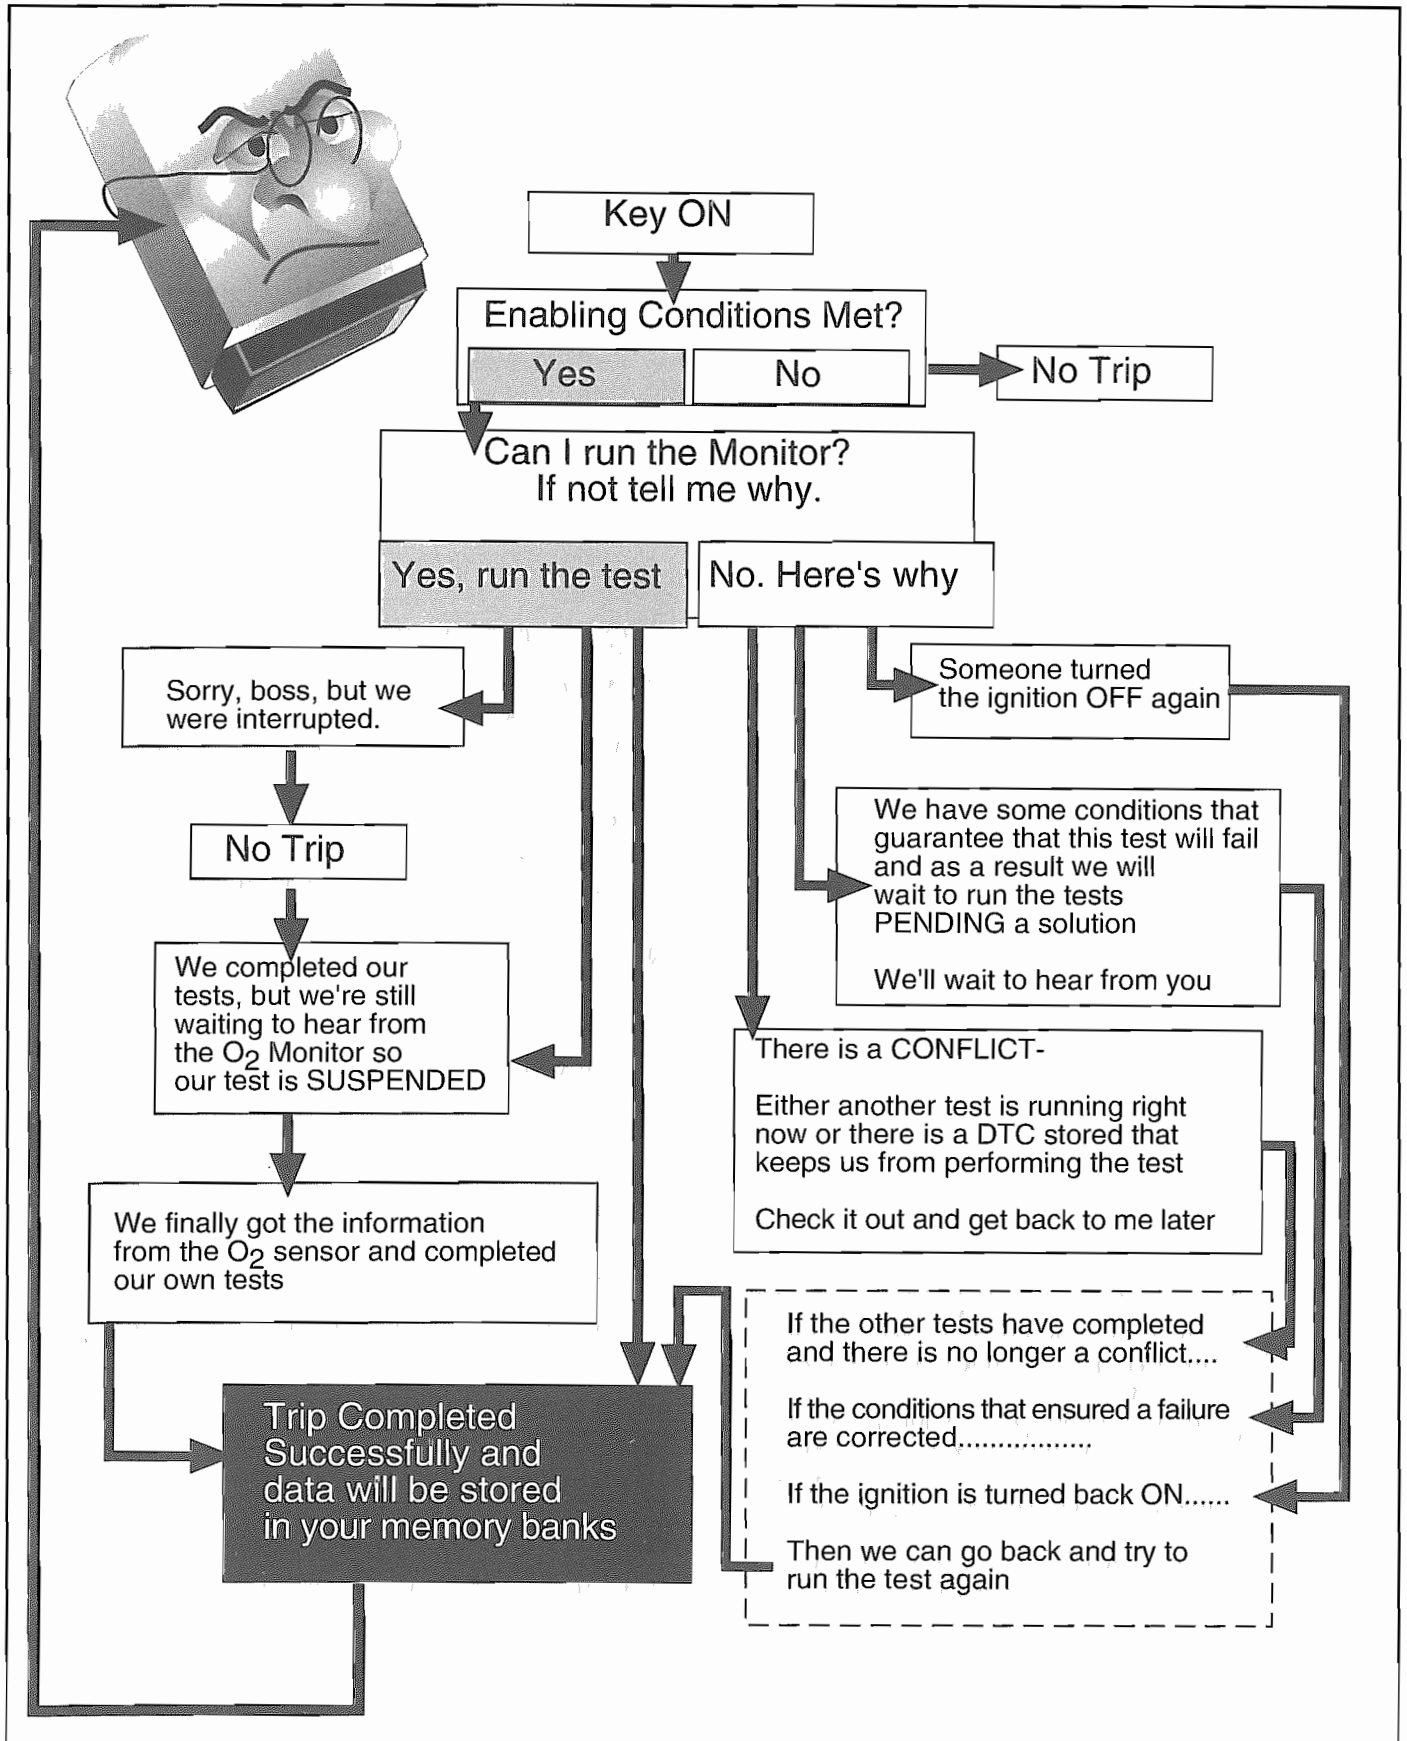 Key ON
Enabling Conditions Met?
Yes
No
No Trip
Can I run the Monitor?
If not tell me why.
Yes, run the test
No. Here's why
Sorry, boss, but we
were interrupted.
No Trip
We completed our
tests, but we're still
waiting to hear from
the O2 Monitor so
our test is SUSPENDED
We finally got the information
from the O2 sensor and completed
our own tests
Someone turned
the ignition OFF again
We have some conditions that
guarantee that this test will fail
and as a result we will
wait to run the tests
PENDING a solution
We'll wait to hear from you
There is a CONFLICT-
Either another test is running right
now or there is a DTC stored that
keeps us from performing the test
Check it out and get back to me later
If the other tests have completed
and there is no longer a conflict....
If the conditions that ensured a failure
are corrected.................
If the ignition is turned back ON......
Then we can go back and try to
run the test again
Trip Completed
Successfully and
data will be stored
in your memory banks